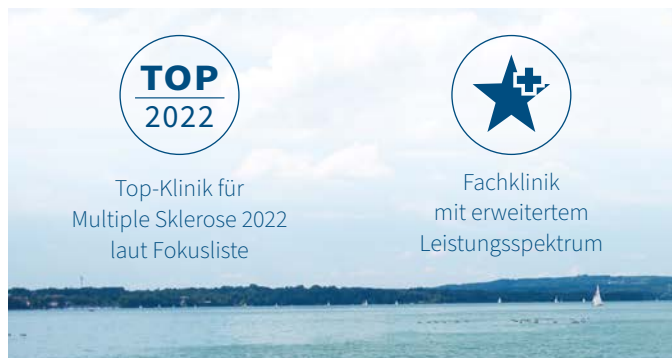 TOP
2022
Top-Klinik für
Multiple Sklerose 2022
laut Fokusliste
Fachklinik
mit erweitertem
Leistungsspektrum